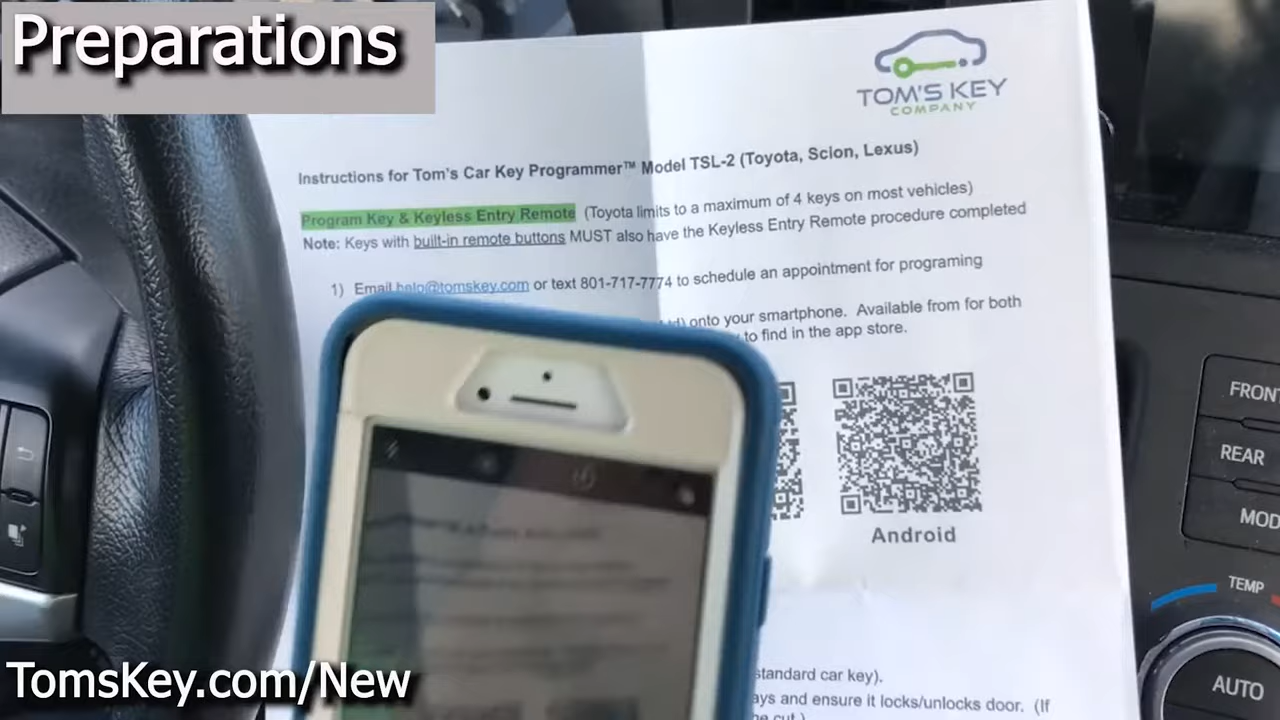 Preparations
TOM'S KEY
COMPANY
Instructions for Tom's Car Key Programmer™ Model TSL-2 (Toyota, Scion, Lexus)
Program Key & Keyless Entry Remote (Toyota limits to a maximum of 4 keys on most vehicles)
Note: Keys with built-in remote buttons MUST also have the Keyless Entry Remote procedure completed
1) Email help@tomskey.com or text 801-717-7774 to schedule an appointment for programing
onto your smartphone. Available from for both
to find in the app store.
Android
standard car key).
and ensure it locks/unlocks door. (If
FRONT
REAR
TEMP
AUTO
TomsKey.com/New